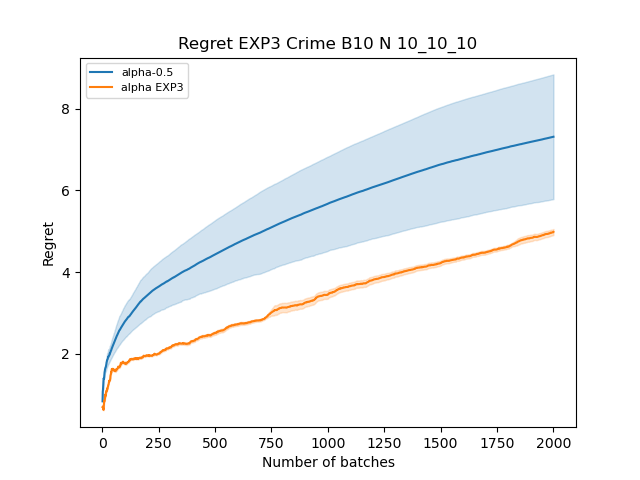 Regret EXP3 Crime B10 N 10_10_10
alpha-0.5
alpha EXP3
8
6
4
2
Regret
0 250 500 750 1000 1250 1500 1750 2000
Number of batches